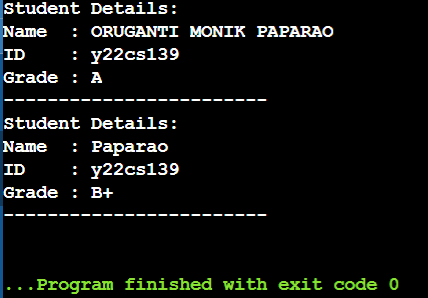 Student Details:
Name  : ORUGANTI MONIK PAPARAO
ID    : y22cs139
Grade : A
-------------------------
Student Details:
Name  : Paparao
ID    : y22cs139
Grade : B+
-------------------------
...Program finished with exit code 0